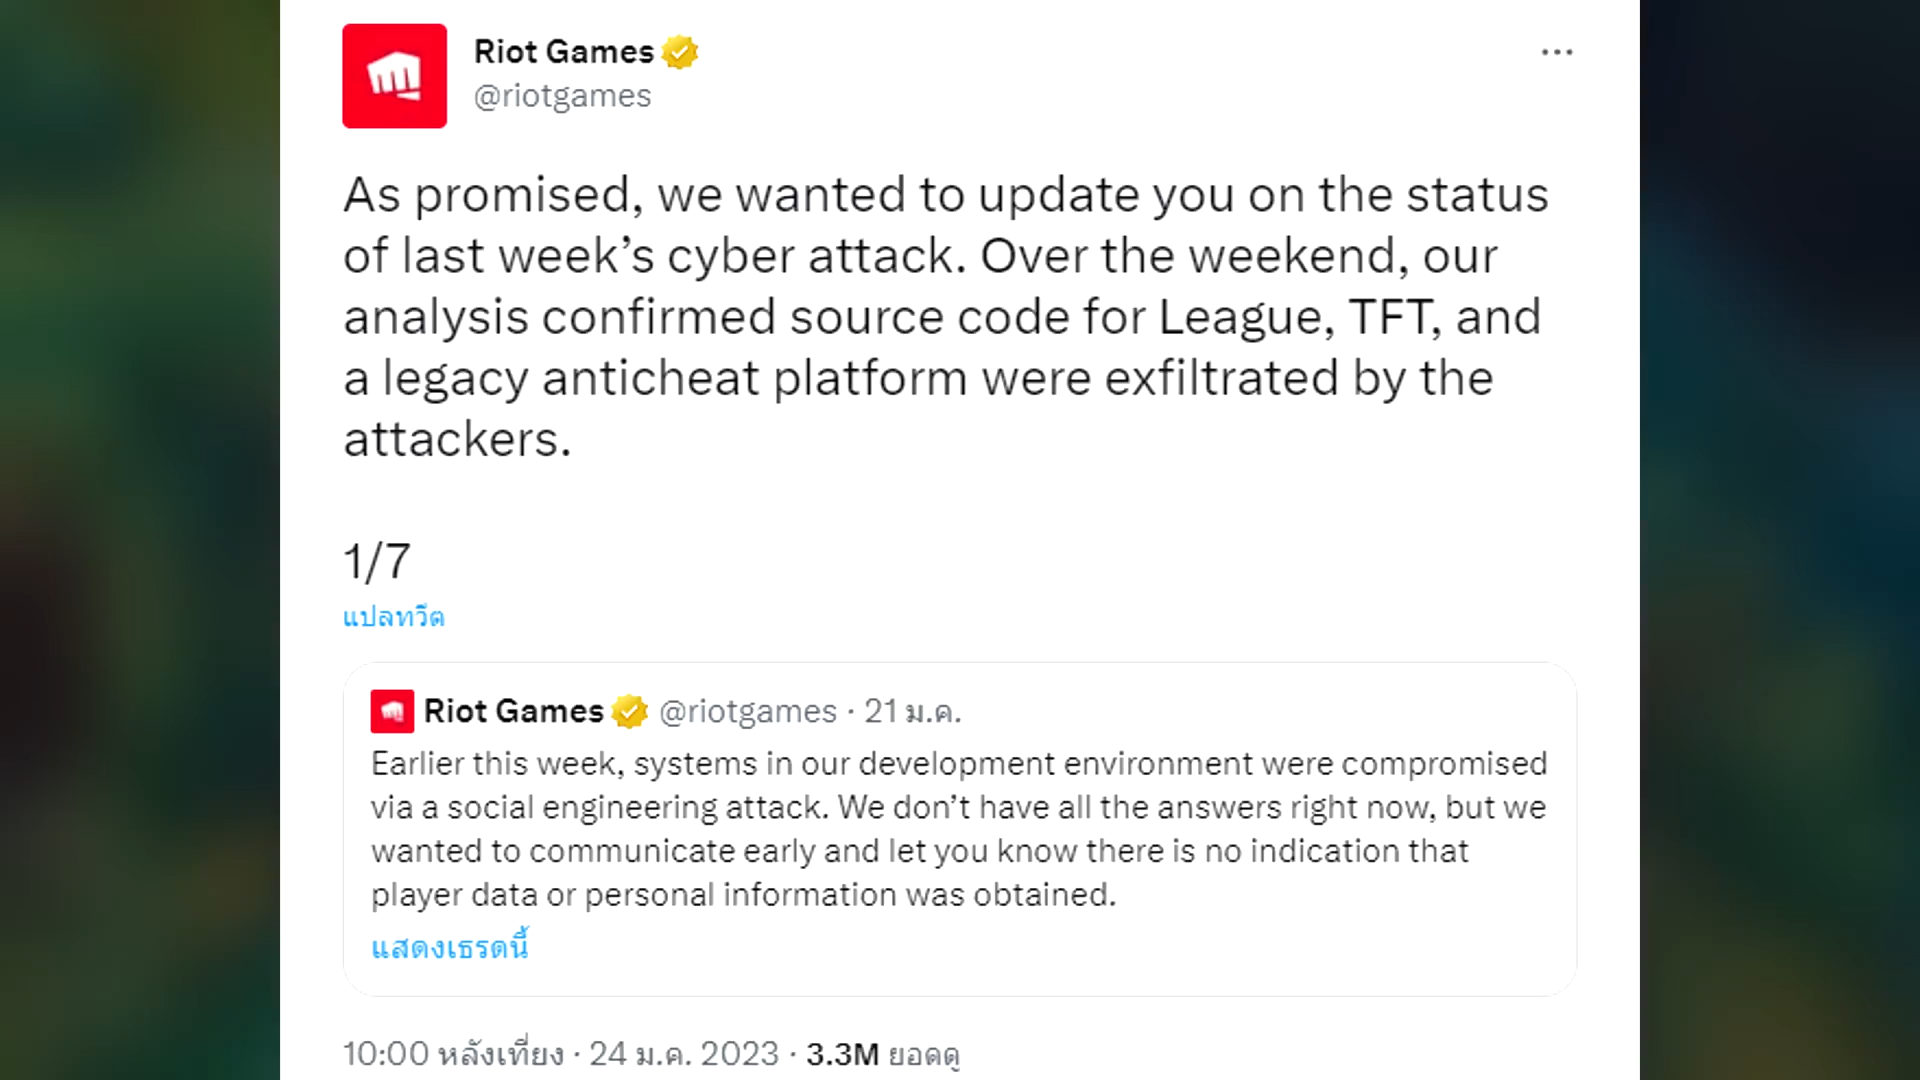 Riot Games
@riotgames
As promised, we wanted to update you on the status
of last week’s cyber attack. Over the weekend, our
analysis confirmed source code for League, TFT, and
a legacy anticheat platform were exfiltrated by the
attackers.
1/7
แปลทวีต
Riot Games @riotgames · 21 ม.ค.
Earlier this week, systems in our development environment were compromised
via a social engineering attack. We don’t have all the answers right now, but we
wanted to communicate early and let you know there is no indication that
player data or personal information was obtained.
แสดงเธรดนี้
10:00 หลังเที่ยง · 24 ม.ค. 2023 · 3.3M ยอดดู